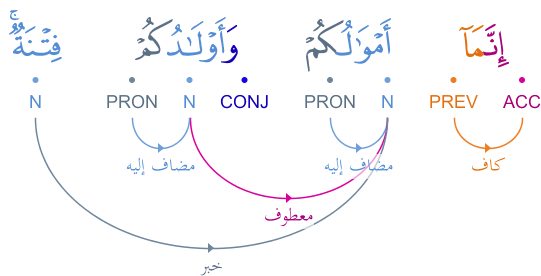 إِنَّمَآ أَمْوَٰلُكُمْ وَأَوْلَـٰدُكُمْ فِتْنَةٌ ۚ
ACC PREV N PRON CONJ N PRON N
كاف مضاف إليه مضاف إليه
معطوف
خبر